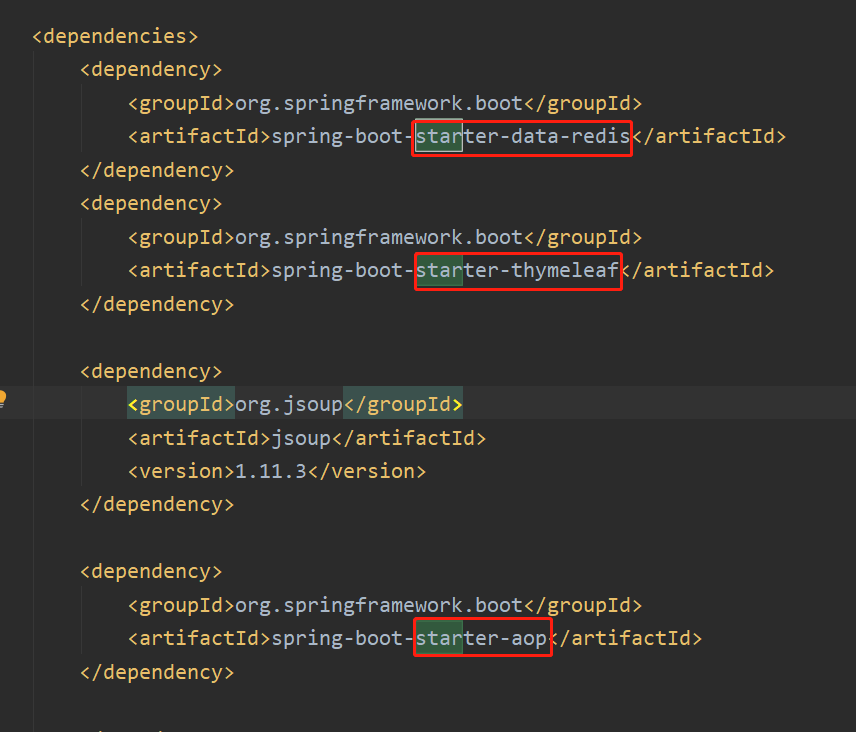 <dependencies>
<dependency>
<groupId>org.springframework.boot</groupId>
<artifactId>spring-boot-starter-data-redis</artifactId>
</dependency>
<dependency>
<groupId>org.springframework.boot</groupId>
<artifactId>spring-boot-starter-thymeleaf</artifactId>
</dependency>
<dependency>
<groupId>org.jsoup</groupId>
<artifactId>jsoup</artifactId>
<version>1.11.3</version>
</dependency>
<dependency>
<groupId>org.springframework.boot</groupId>
<artifactId>spring-boot-starter-aop</artifactId>
</dependency>